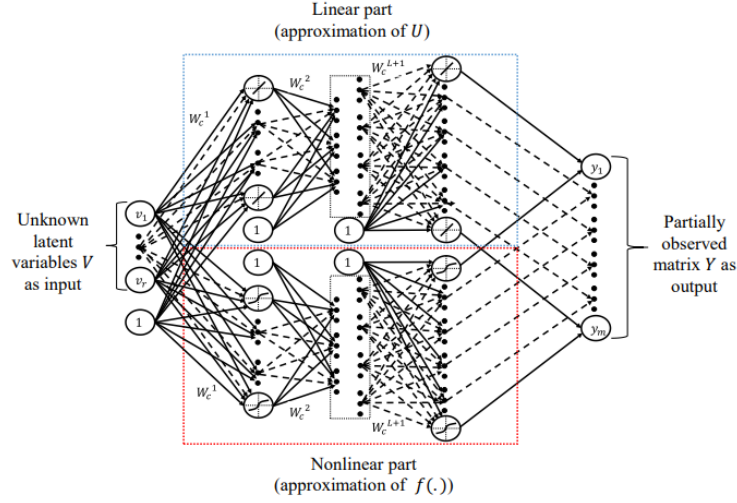 Linear part
(approximation of U)
W_c^1
W_c^2
W_c^{L+1}
v_1
v_r
1
1
1
1
1
Unknown
latent
variables V
as input
y_1
y_m
Partially
observed
matrix Y as
output
W_c^1
W_c^2
W_c^{L+1}
Nonlinear part
(approximation of f(.))